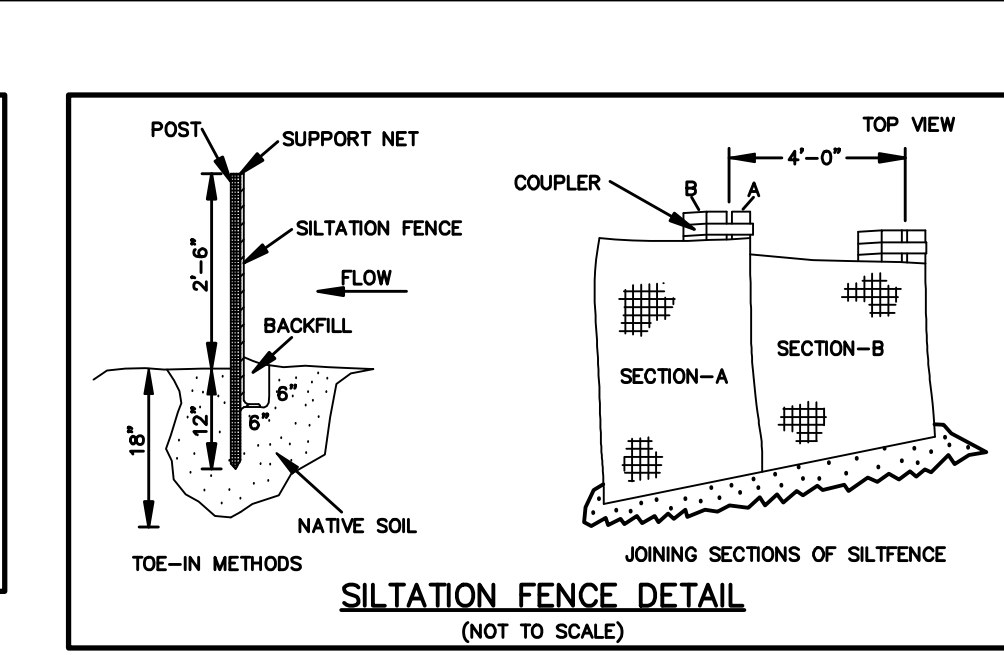 POST
SUPPORT NET
SILTATION FENCE
2'-6"
FLOW
BACKFILL
6"
6"
12"
18"
NATIVE SOIL
TOE-IN METHODS
TOP VIEW
4'-0"
COUPLER
B
A
SECTION-A
SECTION-B
JOINING SECTIONS OF SILTFENCE
SILTATION FENCE DETAIL
(NOT TO SCALE)